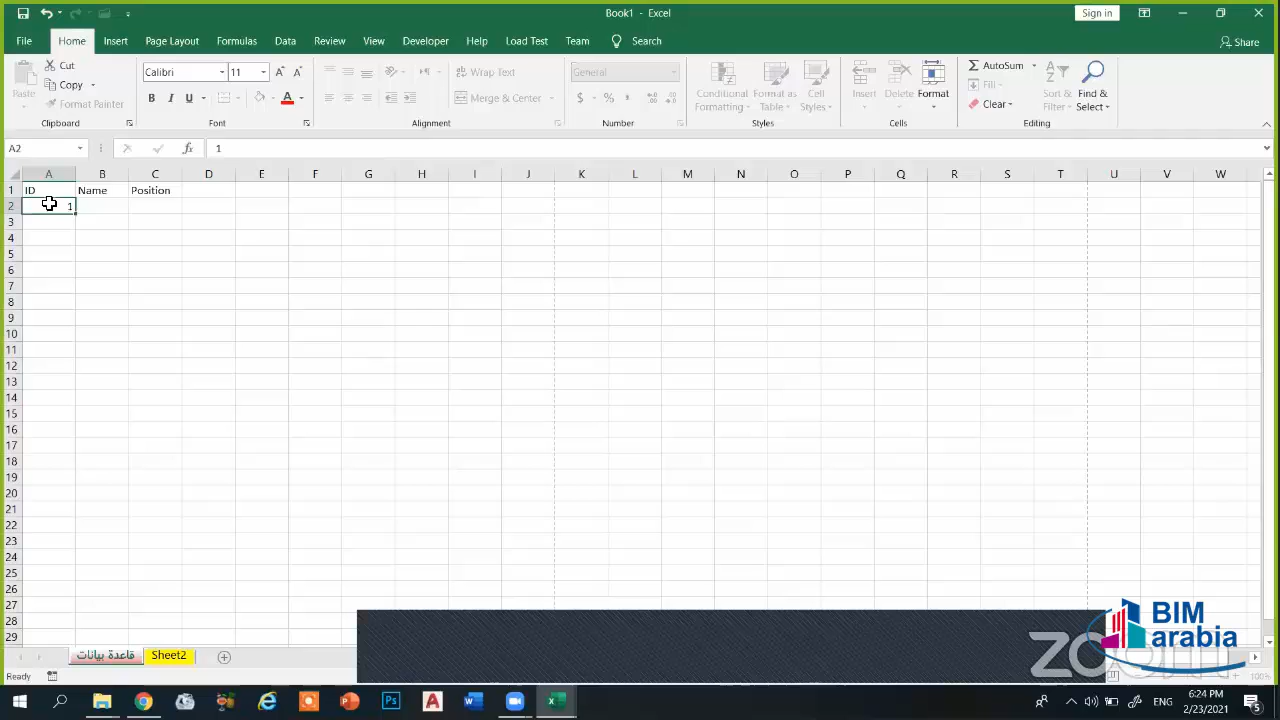 Book1 - Excel
Sign in
File Home Insert Page Layout Formulas Data Review View Developer Help Load Test Team Search Share
Cut
Copy
Paste
Format Painter
Calibri 11
B I U
A
Wrap Text
Merge & Center
General
$ %
Conditional Formatting
Format as Table
Cell Styles
Insert Delete Format
AutoSum
Fill
Clear
Sort & Filter
Find & Select
Clipboard Font Alignment Number Styles Cells Editing
A2 fx 1
A B C D E F G H I J K L M N O P Q R S T U V W
1 ID Name Position
2 1
3
4
5
6
7
8
9
10
11
12
13
14
15
16
17
18
19
20
21
22
23
24
25
26
27
28
29
BIM
arabia
zoom
قاعدة بيانات Sheet2
Ready 100%
ENG
6:24 PM
2/23/2021
5